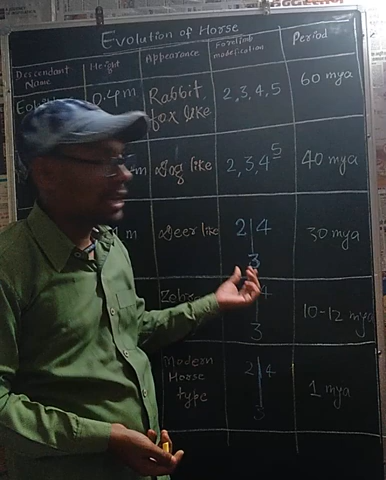 Evolution of Horse
Descendant Name Height Appearance Forelimb modification Period
0.4m Rabbit, fox like 2,3,4,5 60 mya
m Dog like 2,3,4 5 40 mya
m Deer like 2 4 30 mya
3
4 10-12 mya
3
Modern Horse type 2 4 1 mya
3